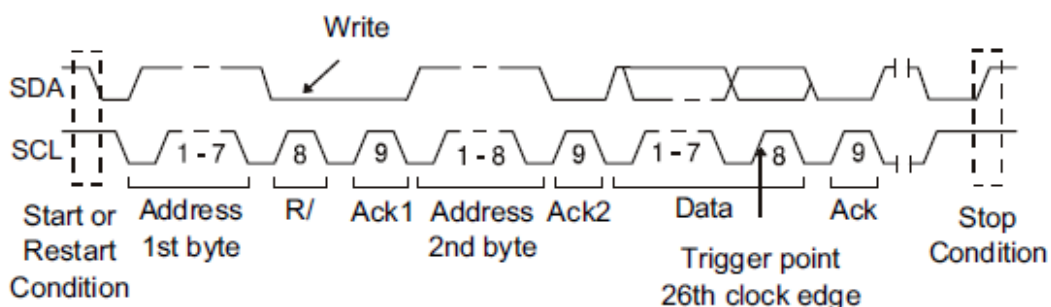 Write
SDA
SCL
1 - 7
8
9
1 - 8
9
1 - 7
8
9
Start or
Restart
Condition
Address
1st byte
R/
Ack1
Address
2nd byte
Ack2
Data
Ack
Stop
Condition
Trigger point
26th clock edge